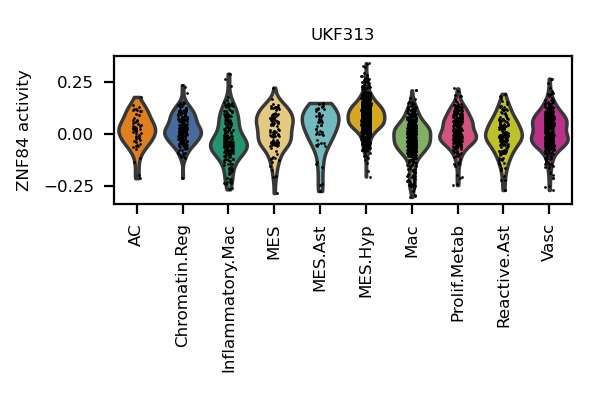 UKF313
ZNF84 activity
0.25
0.00
−0.25
AC
Chromatin.Reg
Inflammatory.Mac
MES
MES.Ast
MES.Hyp
Mac
Prolif.Metab
Reactive.Ast
Vasc